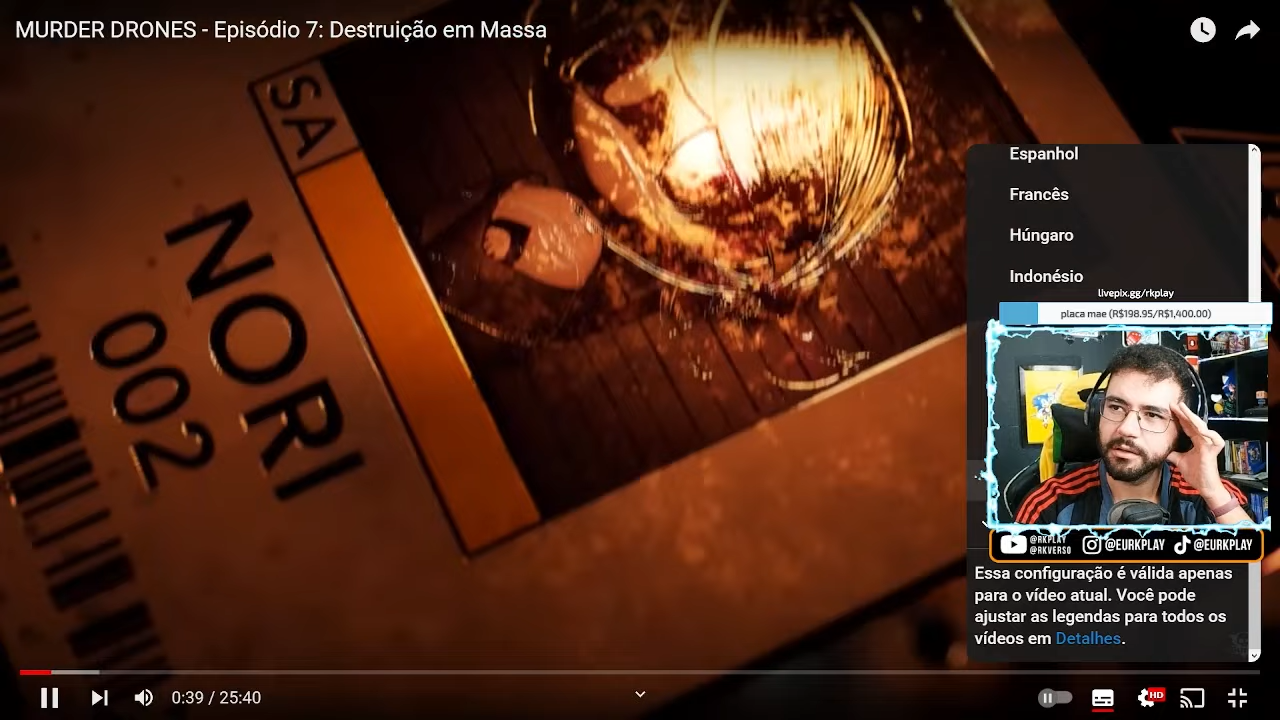 MURDER DRONES - Episódio 7: Destruição em Massa
SA
NORI
002
Espanhol
Francês
Húngaro
Indonésio
livepix.gg/rkplay
placa mae (R$198.95/R$1,400.00)
@RKPLAY
@RKVERSO
@EURKPLAY
@EURKPLAY
Essa configuração é válida apenas
para o vídeo atual. Você pode
ajustar as legendas para todos os
vídeos em Detalhes.
0:39 / 25:40
HD